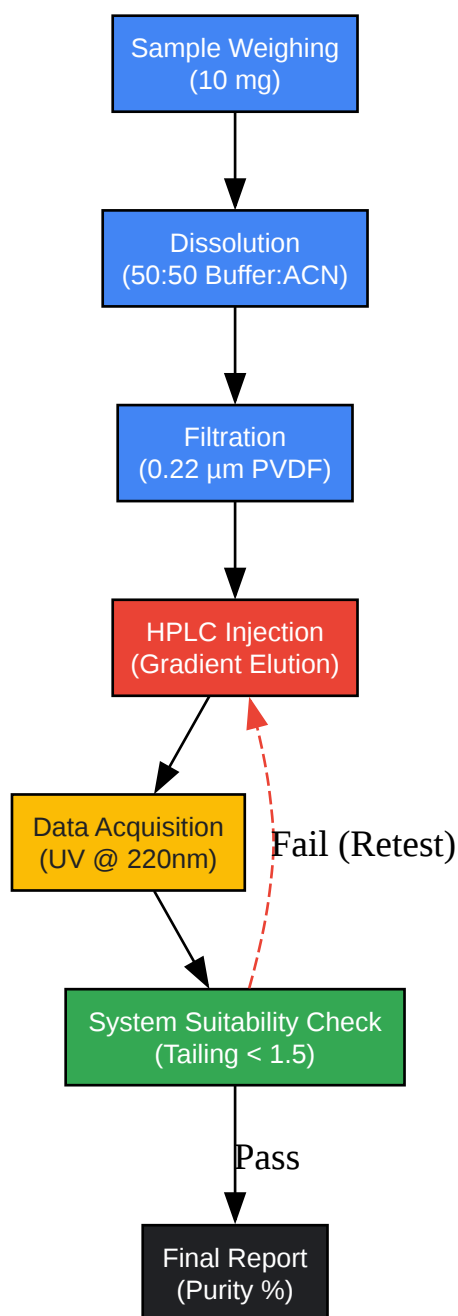 Sample Weighing
(10 mg)
Dissolution
(50:50 Buffer:ACN)
Filtration
(0.22 µm PVDF)
HPLC Injection
(Gradient Elution)
Data Acquisition
(UV @ 220nm)
Fail (Retest)
System Suitability Check
(Tailing < 1.5)
Pass
Final Report
(Purity %)